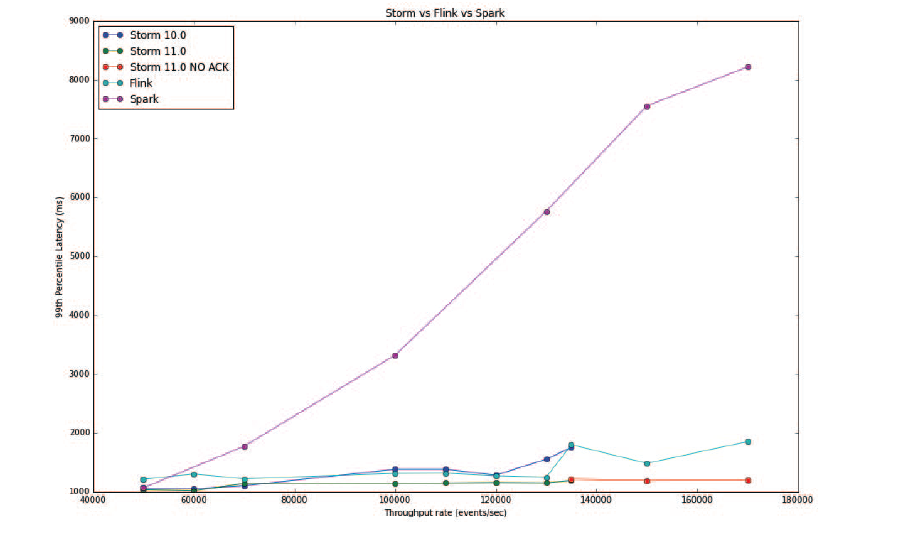 Storm vs Flink vs Spark
9000
Storm 10.0
Storm 11.0
Storm 11.0 NO ACK
Flink
Spark
8000
7000
6000
5000
4000
3000
2000
1000
99th Percentile Latency (ms)
40000 60000 80000 100000 120000 140000 160000 180000
Throughput rate (events/sec)